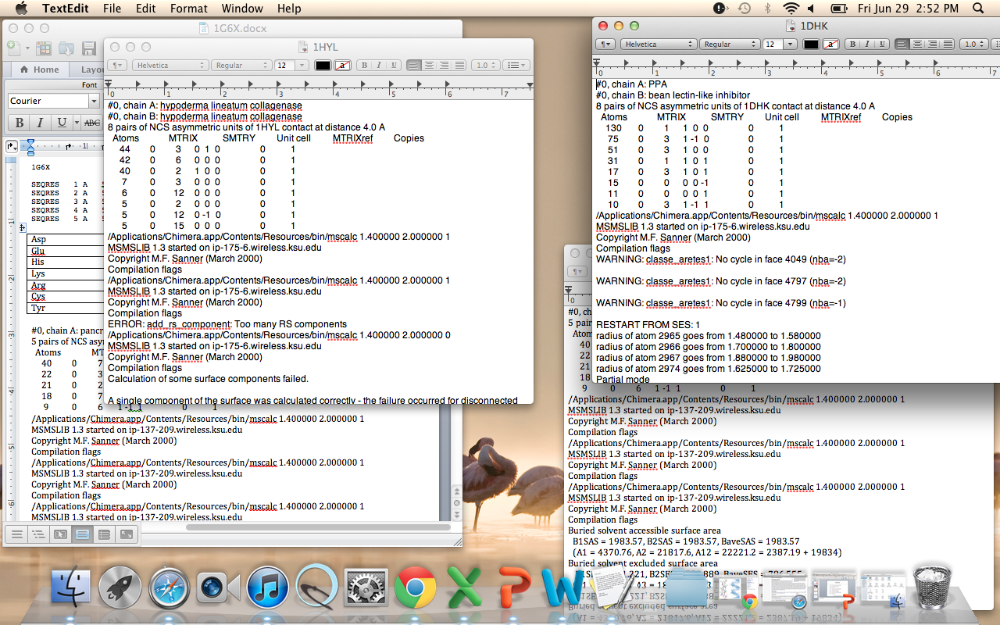 TextEdit File Edit Format Window Help Fri Jun 29 2:52 PM
1G6X.docx
Home Layou
Font
Courier
B I U ABC
1G6X
SEQRES 1 A
SEQRES 2 A
SEQRES 3 A
SEQRES 4 A
SEQRES 5 A
Asp
Glu
His
Lys
Arg
Cys
Tyr
#0, chain A: pancr
5 pairs of NCS asym
Atoms MT
40 0 7
22 0 3
21 0 2
18 0 7
9 0 6 1 -1 1 0 1
/Applications/Chimera.app/Contents/Resources/bin/mscalc 1.400000 2.000000 1
MSMSLIB 1.3 started on ip-137-209.wireless.ksu.edu
Copyright M.F. Sanner (March 2000)
Compilation flags
/Applications/Chimera.app/Contents/Resources/bin/mscalc 1.400000 2.000000 1
MSMSLIB 1.3 started on ip-137-209.wireless.ksu.edu
Copyright M.F. Sanner (March 2000)
Compilation flags
/Applications/Chimera.app/Contents/Resources/bin/mscalc 1.400000 2.000000 1
MSMSLIB 1.3 started on ip-137-209.wireless.ksu.edu
1HYL
Helvetica Regular 12 a B I U 1.0
0 1 2 3 4 5 6 7
#0, chain A: hypoderma lineatum collagenase
#0, chain B: hypoderma lineatum collagenase
8 pairs of NCS asymmetric units of 1HYL contact at distance 4.0 A
Atoms MTRIX SMTRY Unit cell MTRIXref Copies
44 0 3 0 1 0 0 1
42 0 6 0 0 0 0 1
40 0 2 1 0 0 0 1
7 0 3 0 0 0 0 1
6 0 12 0 0 0 0 1
5 0 2 0 0 0 0 1
5 0 12 0 -1 0 0 1
5 0 15 0 0 0 0 1
/Applications/Chimera.app/Contents/Resources/bin/mscalc 1.400000 2.000000 1
MSMSLIB 1.3 started on ip-175-6.wireless.ksu.edu
Copyright M.F. Sanner (March 2000)
Compilation flags
/Applications/Chimera.app/Contents/Resources/bin/mscalc 1.400000 2.000000 1
MSMSLIB 1.3 started on ip-175-6.wireless.ksu.edu
Copyright M.F. Sanner (March 2000)
Compilation flags
ERROR: add_rs_component: Too many RS components
/Applications/Chimera.app/Contents/Resources/bin/mscalc 1.400000 2.000000 0
MSMSLIB 1.3 started on ip-175-6.wireless.ksu.edu
Copyright M.F. Sanner (March 2000)
Compilation flags
Calculation of some surface components failed.
A single component of the surface was calculated correctly - the failure occurred for disconnected
1DHK
Helvetica Regular 12 a B I U 1.0
0 1 2 3 4 5 6 7
#0, chain A: PPA
#0, chain B: bean lectin-like inhibitor
8 pairs of NCS asymmetric units of 1DHK contact at distance 4.0 A
Atoms MTRIX SMTRY Unit cell MTRIXref Copies
130 0 1 1 0 0 0 1
75 0 3 1 -1 0 0 1
51 0 3 1 0 0 0 1
31 0 1 1 0 1 0 1
17 0 3 1 0 1 0 1
15 0 0 0 0 -1 0 1
11 0 0 0 0 1 0 1
10 0 3 1 -1 1 0 1
/Applications/Chimera.app/Contents/Resources/bin/mscalc 1.400000 2.000000 1
MSMSLIB 1.3 started on ip-175-6.wireless.ksu.edu
Copyright M.F. Sanner (March 2000)
Compilation flags
WARNING: classe_aretes1: No cycle in face 4049 (nba=-2)
WARNING: classe_aretes1: No cycle in face 4797 (nba=-2)
WARNING: classe_aretes1: No cycle in face 4799 (nba=-1)
RESTART FROM SES: 1
radius of atom 2965 goes from 1.480000 to 1.580000
radius of atom 2966 goes from 1.700000 to 1.800000
radius of atom 2967 goes from 1.880000 to 1.980000
radius of atom 2974 goes from 1.625000 to 1.725000
Partial mode
0
#0, c
5 pair
Atom
40
22
21
18
9 0 6 1 -1 1 0 1
/Applications/Chimera.app/Contents/Resources/bin/mscalc 1.400000 2.000000 1
MSMSLIB 1.3 started on ip-137-209.wireless.ksu.edu
Copyright M.F. Sanner (March 2000)
Compilation flags
/Applications/Chimera.app/Contents/Resources/bin/mscalc 1.400000 2.000000 1
MSMSLIB 1.3 started on ip-137-209.wireless.ksu.edu
Copyright M.F. Sanner (March 2000)
Compilation flags
/Applications/Chimera.app/Contents/Resources/bin/mscalc 1.400000 2.000000 1
MSMSLIB 1.3 started on ip-137-209.wireless.ksu.edu
Copyright M.F. Sanner (March 2000)
Compilation flags
Buried solvent accessible surface area
B1SAS = 1983.57, B2SAS = 1983.57, BaveSAS = 1983.57
(A1 = 4370.76, A2 = 21817.6, A12 = 22221.2 = 2387.19 + 19834)
Buried solvent excluded surface area